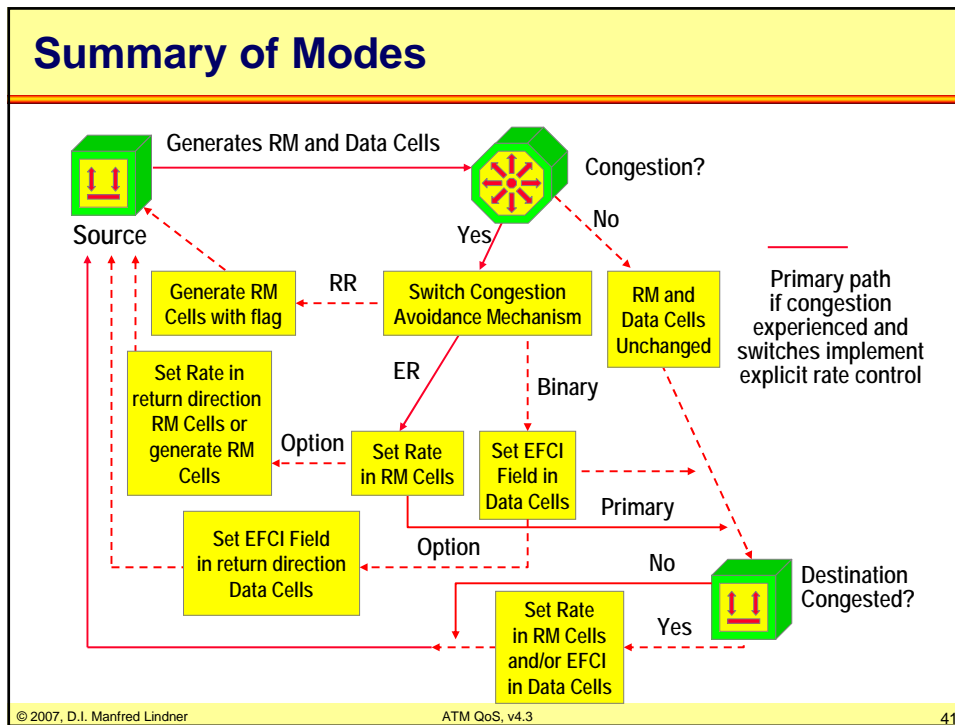 Summary of Modes
Generates RM and Data Cells
Congestion?
Source
Yes
No
Generate RM
Cells with flag
RR
Switch Congestion
Avoidance Mechanism
RM and
Data Cells
Unchanged
Primary path
if congestion
experienced and
switches implement
explicit rate control
Set Rate in
return direction
RM Cells or
generate RM
Cells
ER
Binary
Option
Set Rate
in RM Cells
Set EFCI
Field in
Data Cells
Primary
Set EFCI Field
in return direction
Data Cells
Option
No
Destination
Congested?
Set Rate
in RM Cells
and/or EFCI
in Data Cells
Yes
© 2007, D.I. Manfred Lindner
ATM QoS, v4.3
41